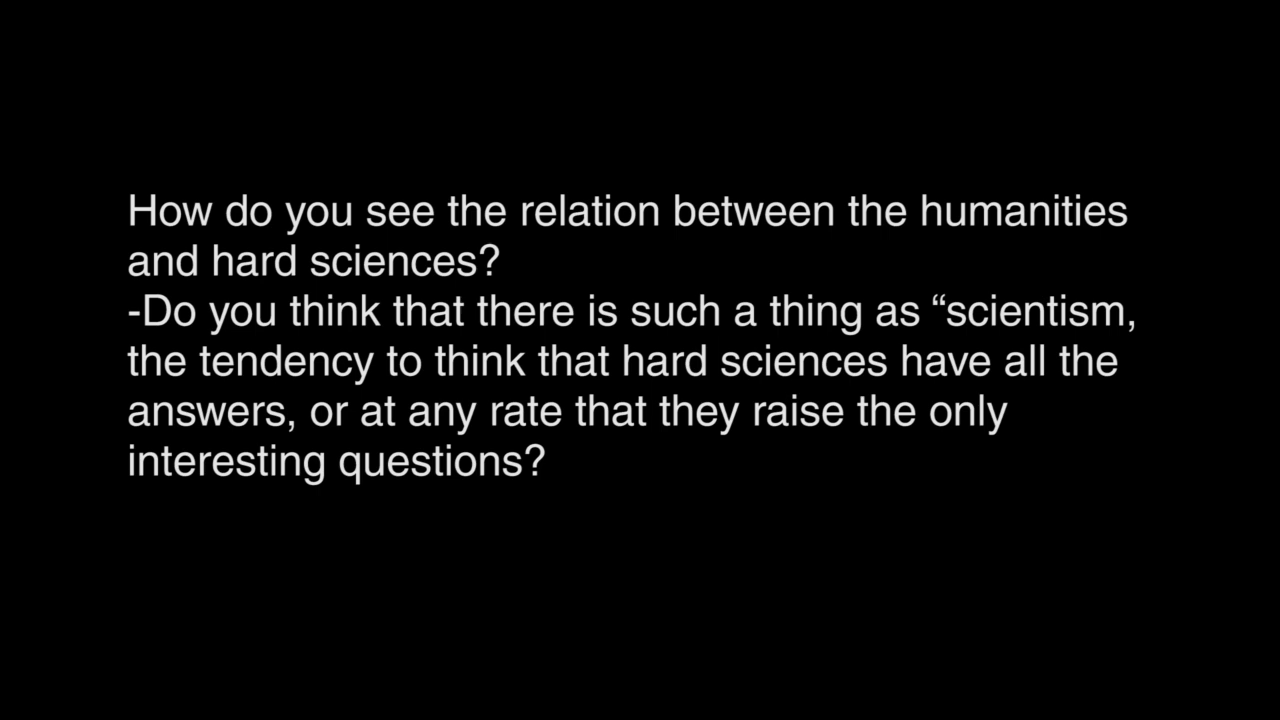 How do you see the relation between the humanities
and hard sciences?
-Do you think that there is such a thing as “scientism,
the tendency to think that hard sciences have all the
answers, or at any rate that they raise the only
interesting questions?